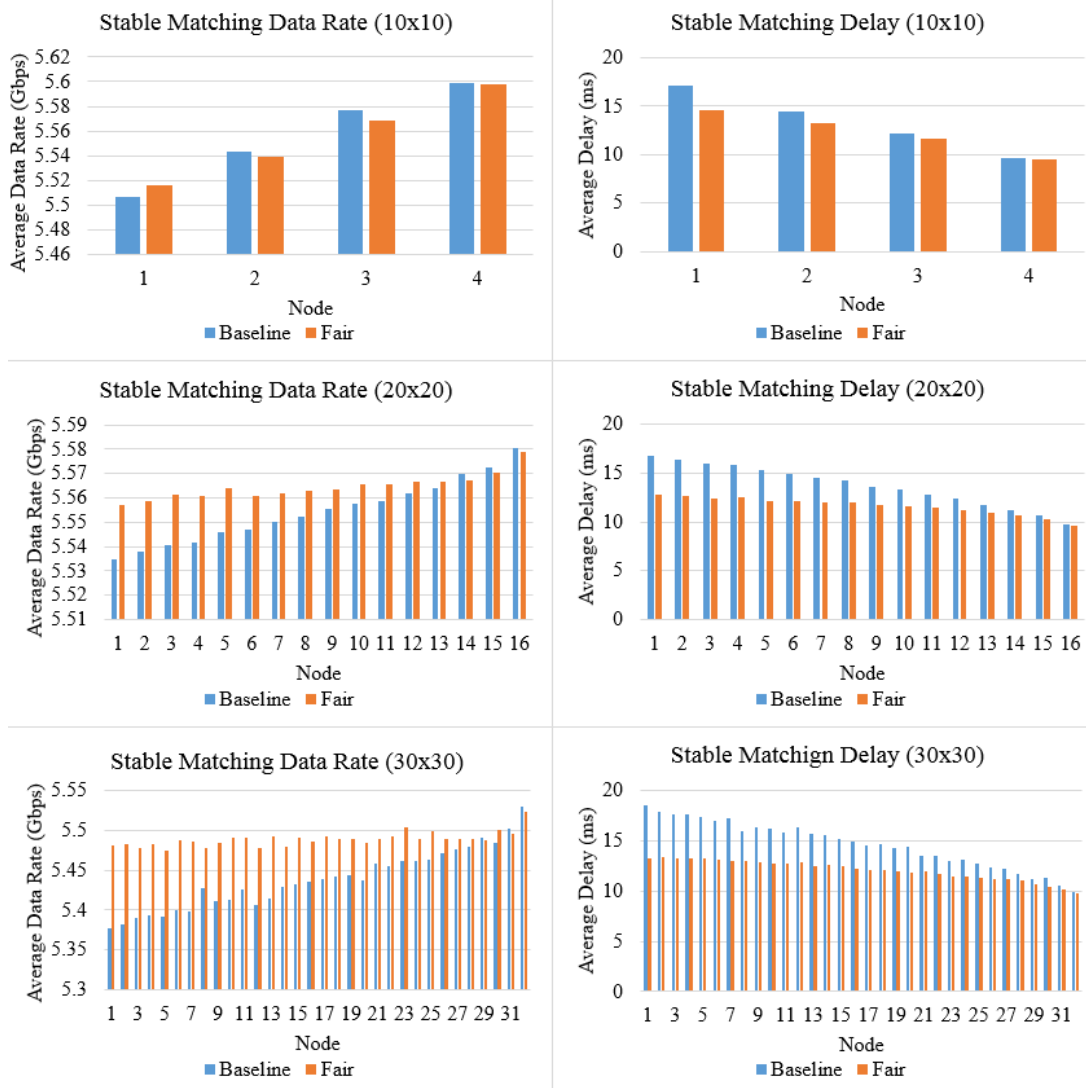 Stable Matching Data Rate (10x10)
Average Data Rate (Gbps)
5.62
5.6
5.58
5.56
5.54
5.52
5.5
5.48
5.46
1 2 3 4
Node
Baseline Fair
Stable Matching Delay (10x10)
Average Delay (ms)
20
15
10
5
0
1 2 3 4
Node
Baseline Fair
Stable Matching Data Rate (20x20)
Average Data Rate (Gbps)
5.59
5.58
5.57
5.56
5.55
5.54
5.53
5.52
5.51
1 2 3 4 5 6 7 8 9 10 11 12 13 14 15 16
Node
Baseline Fair
Stable Matching Delay (20x20)
Average Delay (ms)
20
15
10
5
0
1 2 3 4 5 6 7 8 9 10 11 12 13 14 15 16
Node
Baseline Fair
Stable Matching Data Rate (30x30)
Average Data Rate (Gbps)
5.55
5.5
5.45
5.4
5.35
5.3
1 3 5 7 9 11 13 15 17 19 21 23 25 27 29 31
Node
Baseline Fair
Stable Matchign Delay (30x30)
Average Delay (ms)
20
15
10
5
0
1 3 5 7 9 11 13 15 17 19 21 23 25 27 29 31
Node
Baseline Fair